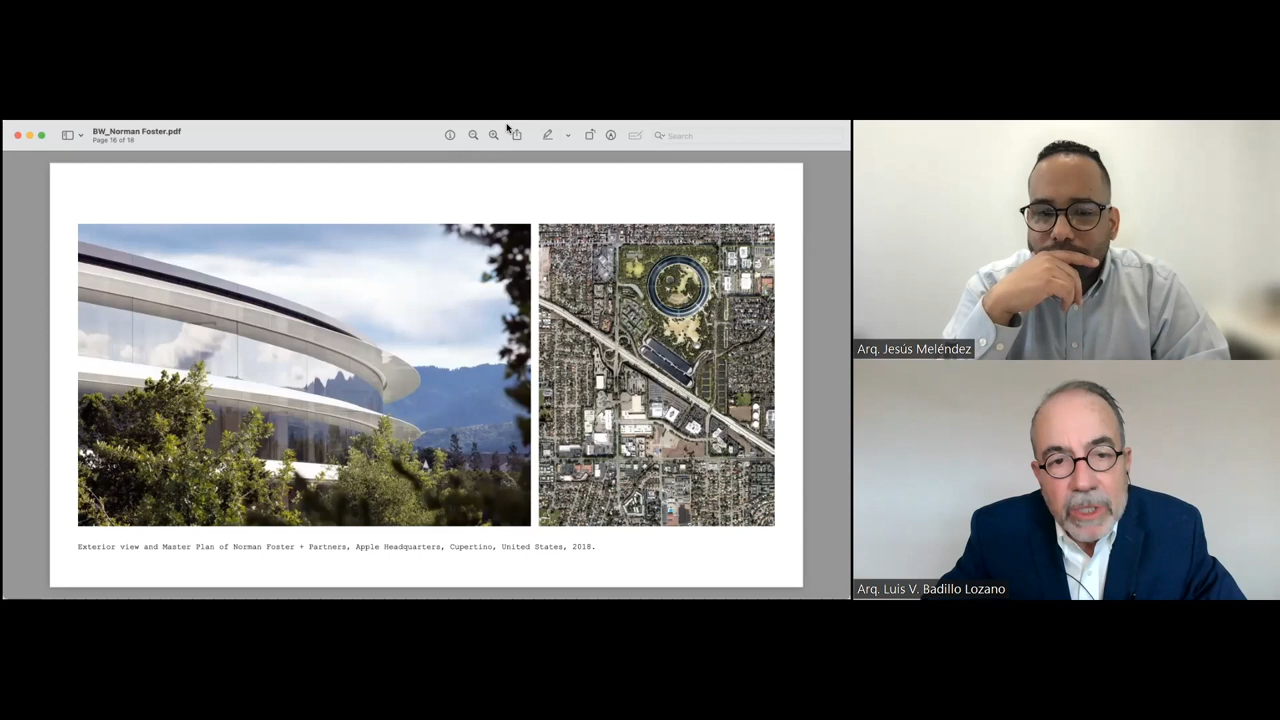 BW_Norman Foster.pdf
Page 16 of 18
Search
Exterior view and Master Plan of Norman Foster + Partners, Apple Headquarters, Cupertino, United States, 2018.
Arq. Jesús Meléndez
Arq. Luis V. Badillo Lozano